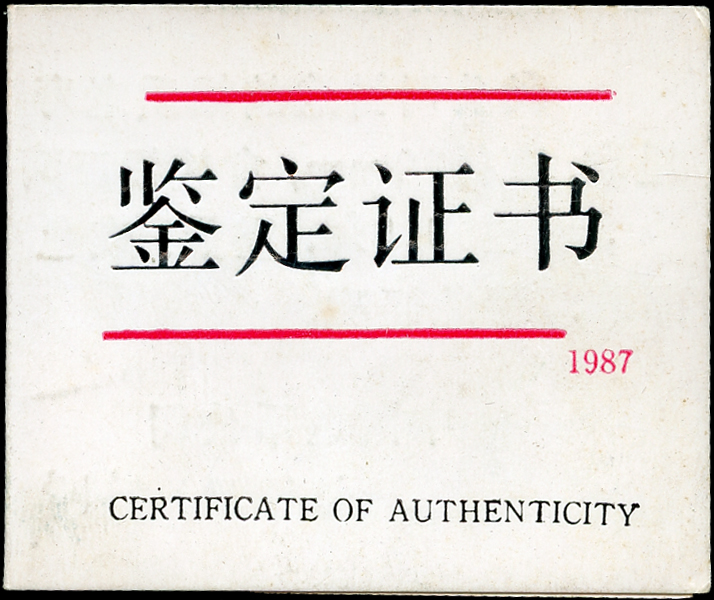 鉴定证书
1987
CERTIFICATE OF AUTHENTICITY